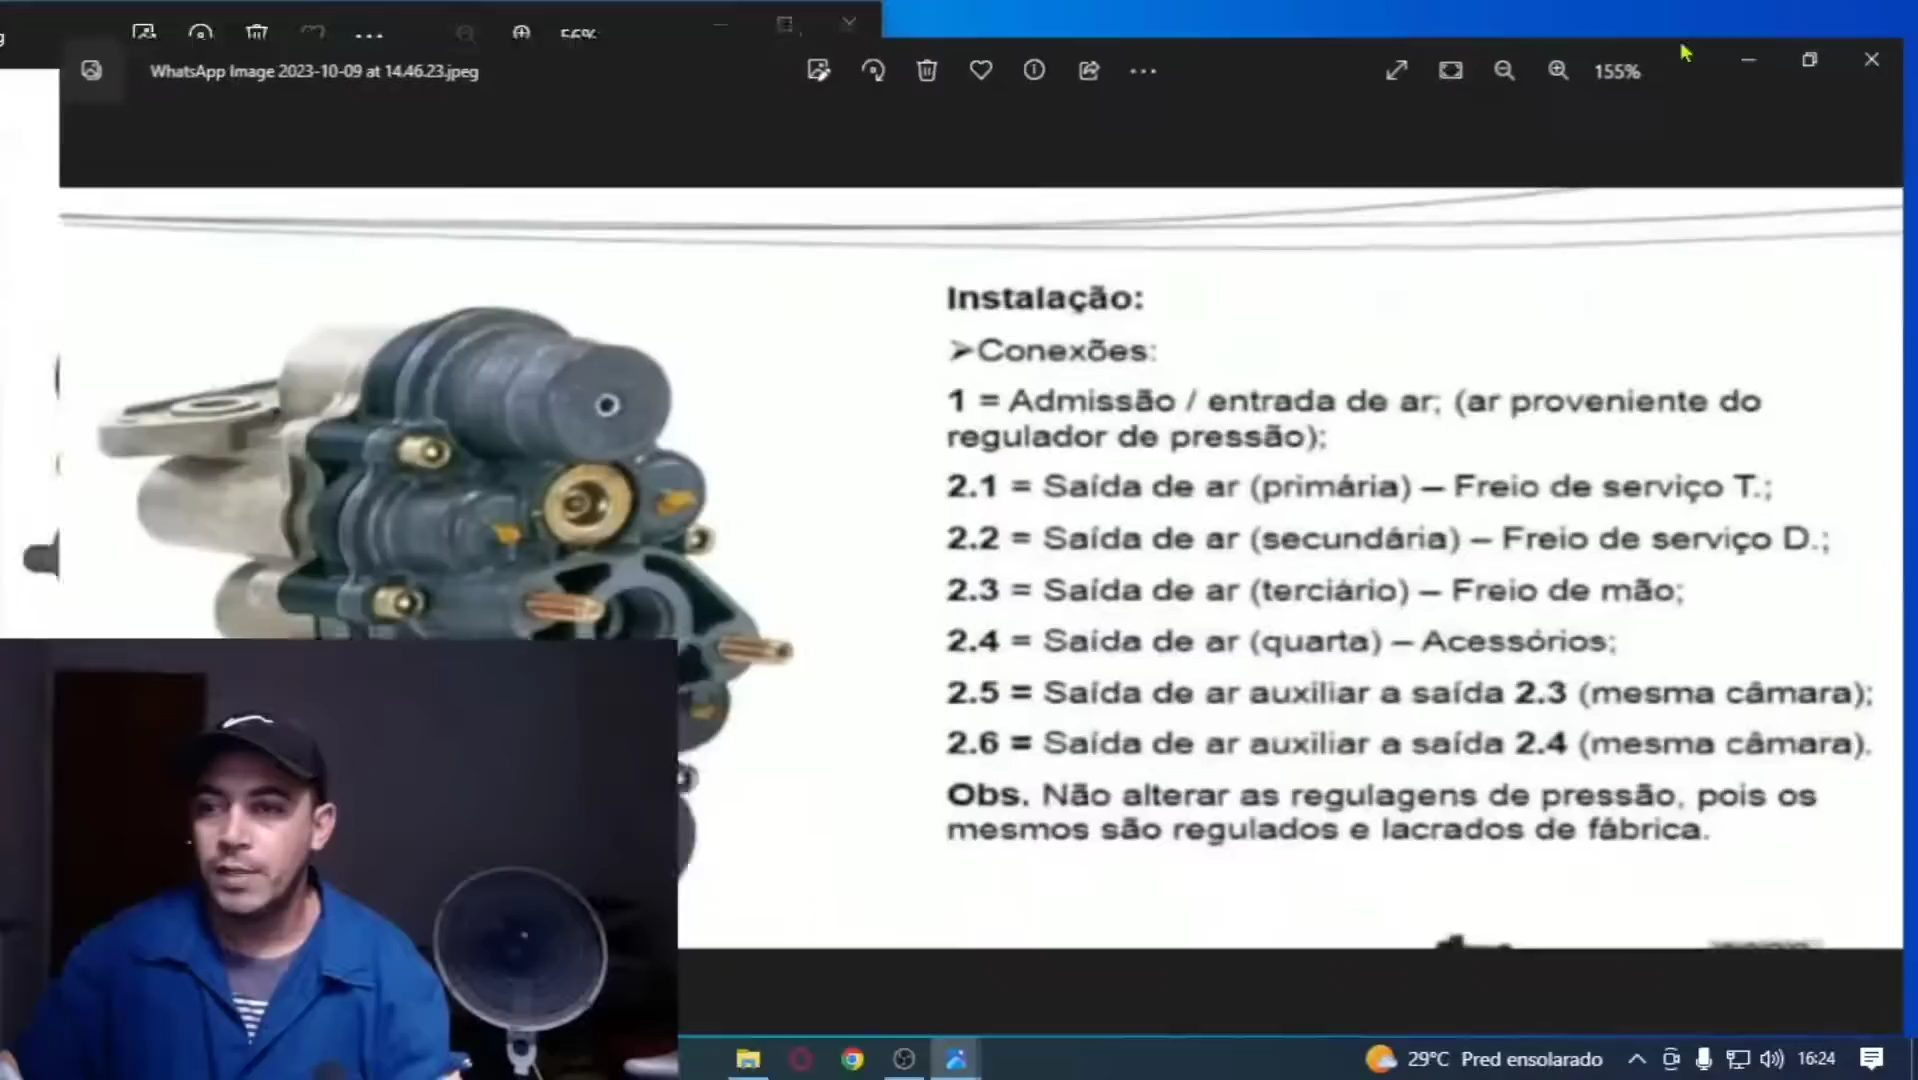 56%
WhatsApp Image 2023-10-09 at 14.46.23.jpeg
155%
Instalação:
➢Conexões:
1 = Admissão / entrada de ar; (ar proveniente do
regulador de pressão);
2.1 = Saída de ar (primária) – Freio de serviço T.;
2.2 = Saída de ar (secundária) – Freio de serviço D.;
2.3 = Saída de ar (terciário) – Freio de mão;
2.4 = Saída de ar (quarta) – Acessórios;
2.5 = Saída de ar auxiliar a saída 2.3 (mesma câmara);
2.6 = Saída de ar auxiliar a saída 2.4 (mesma câmara).
Obs. Não alterar as regulagens de pressão, pois os
mesmos são regulados e lacrados de fábrica.
29°C Pred ensolarado
16:24